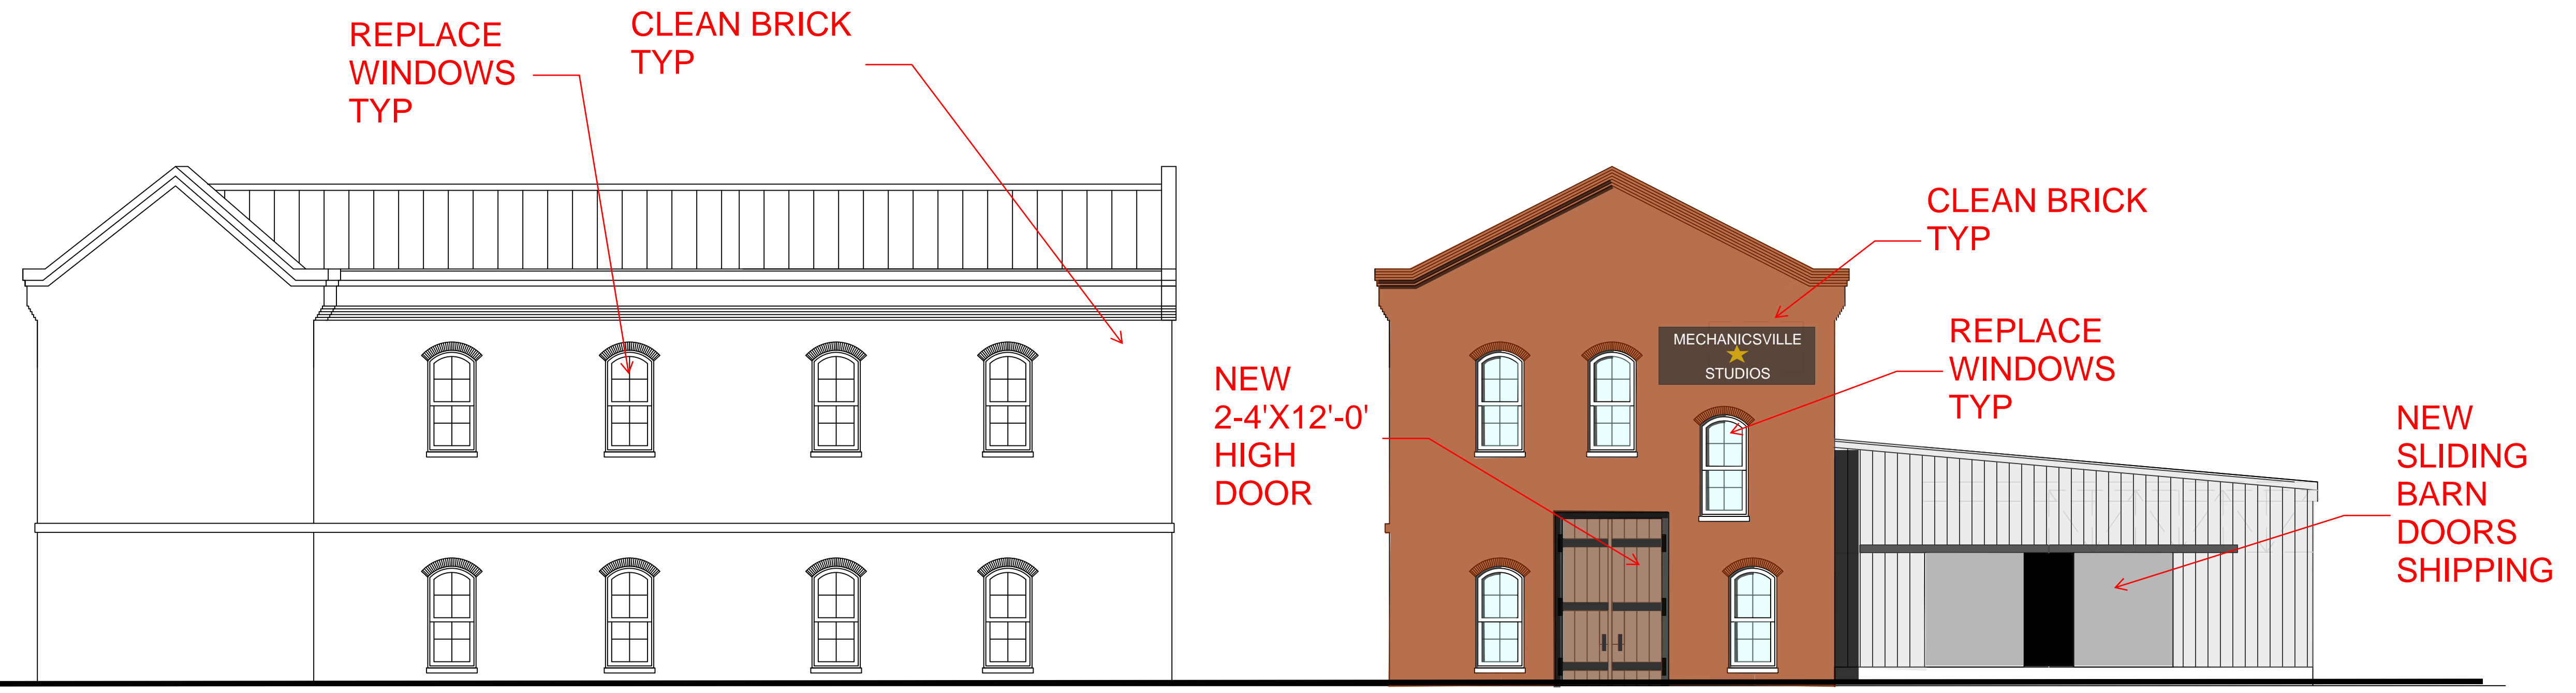 REPLACE
WINDOWS
TYP
CLEAN BRICK
TYP
NEW
2-4'X12'-0'
HIGH
DOOR
MECHANICSVILLE
STUDIOS
CLEAN BRICK
TYP
REPLACE
WINDOWS
TYP
NEW
SLIDING
BARN
DOORS
SHIPPING